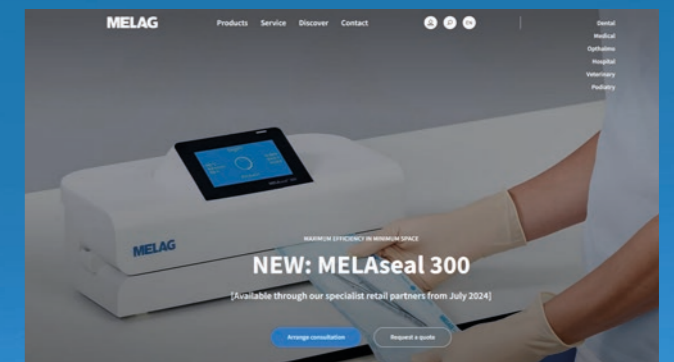 MELAG
Products Service Discover Contact
EN
Dental
Medical
Opthalmo
Hospital
Veterinary
Podiatry
MELAG
MAXIMUM EFFICIENCY IN MINIMUM SPACE
NEW: MELAseal 300
[Available through our specialist retail partners from July 2024]
Arrange consultation Request a quote